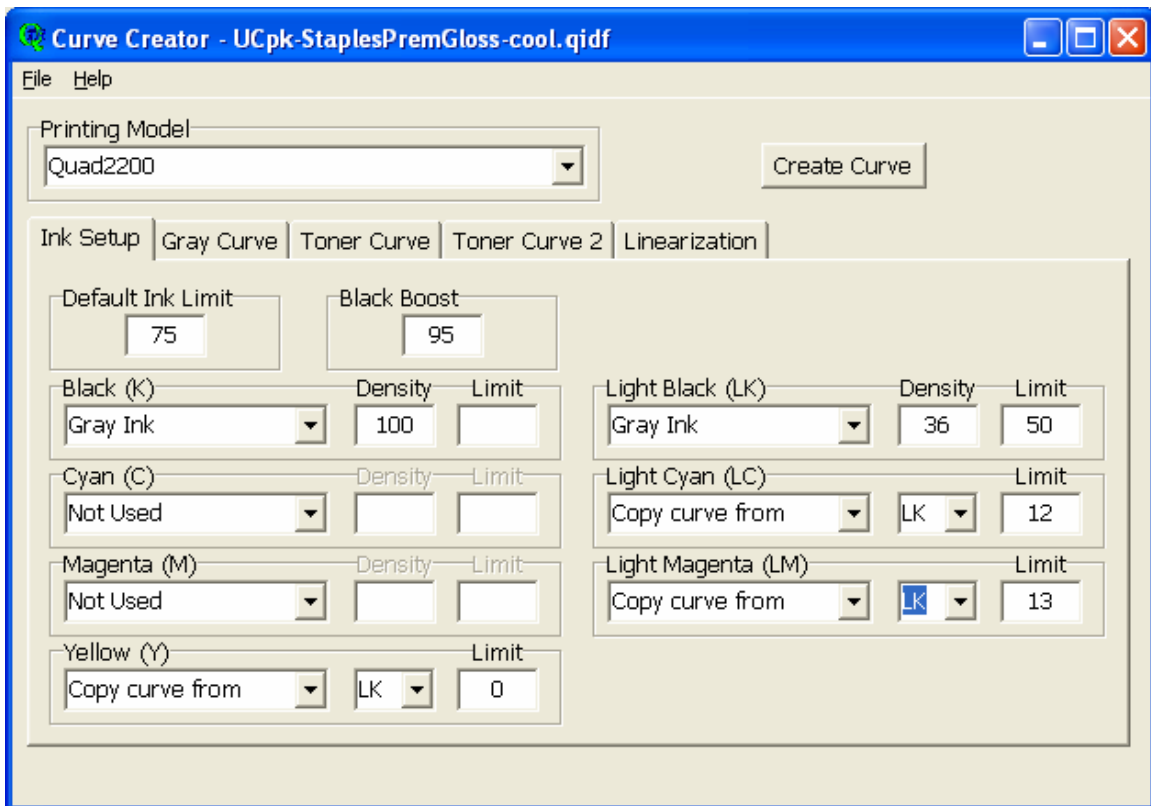 Curve Creator - UCpk-StaplesPremGloss-cool.qidf
File Help
Printing Model
Quad2200
Create Curve
Ink Setup Gray Curve Toner Curve Toner Curve 2 Linearization
Default Ink Limit Black Boost
75 95
Black (K) Density Limit Light Black (LK) Density Limit
Gray Ink 100 Gray Ink 36 50
Cyan (C) Density Limit Light Cyan (LC) Limit
Not Used Copy curve from LK 12
Magenta (M) Density Limit Light Magenta (LM) Limit
Not Used Copy curve from LK 13
Yellow (Y) Limit
Copy curve from LK 0